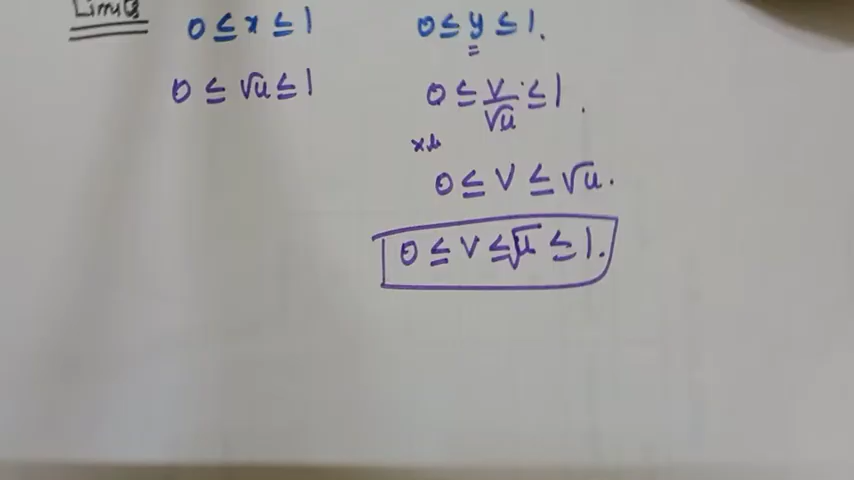 Limits
0 ≤ x ≤ 1 0 ≤ y ≤ 1.
0 ≤ √u ≤ 1 0 ≤ v/√u ≤ 1.
0 ≤ v ≤ √u.
0 ≤ v ≤ √u ≤ 1.